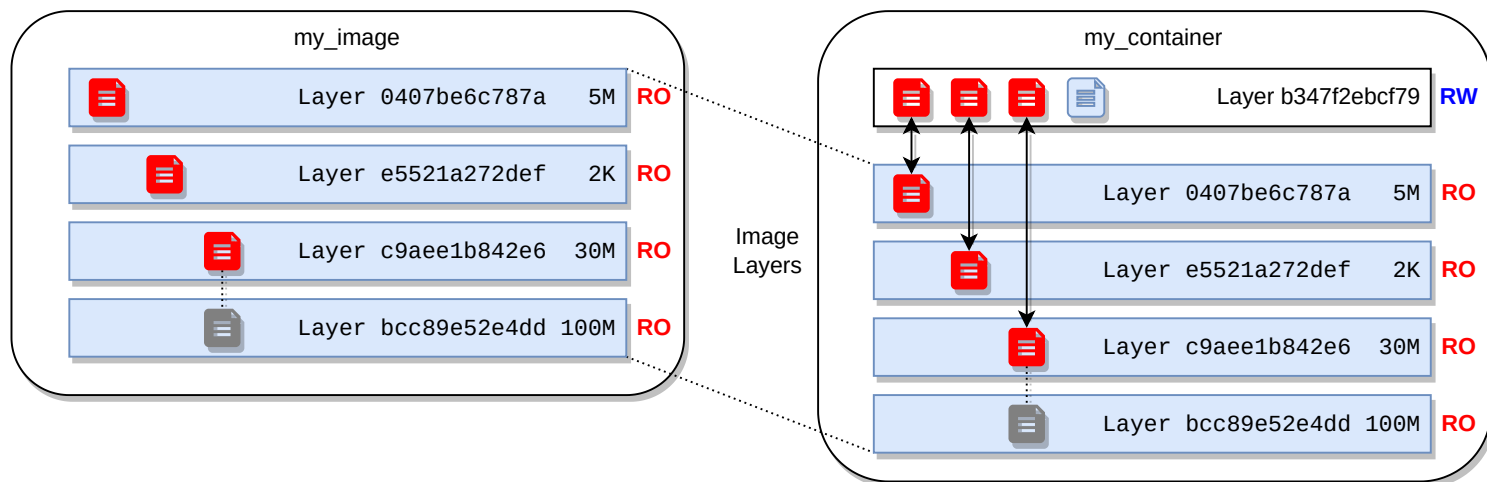 my_image
Layer 0407be6c787a 5M RO
Layer e5521a272def 2K RO
Layer c9aee1b842e6 30M RO
Layer bcc89e52e4dd 100M RO
Image
Layers
my_container
Layer b347f2ebcf79 RW
Layer 0407be6c787a 5M RO
Layer e5521a272def 2K RO
Layer c9aee1b842e6 30M RO
Layer bcc89e52e4dd 100M RO